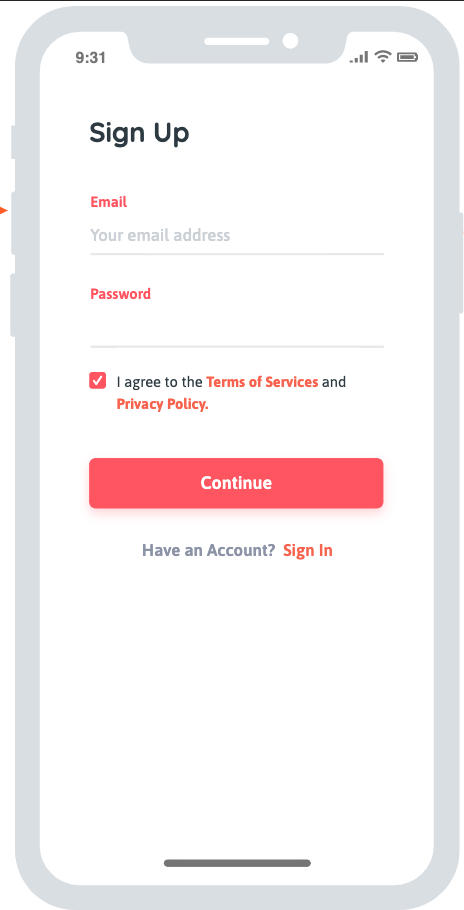 9:31
Sign Up
Email
Your email address
Password
I agree to the Terms of Services and
Privacy Policy.
Continue
Have an Account? Sign In